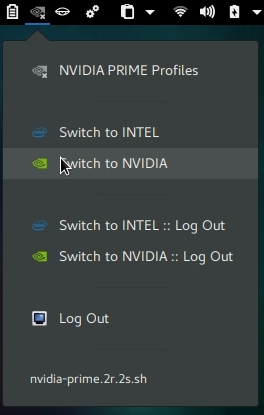 NVIDIA PRIME Profiles
Switch to INTEL
Switch to NVIDIA
Switch to INTEL :: Log Out
Switch to NVIDIA :: Log Out
Log Out
nvidia-prime.2r.2s.sh